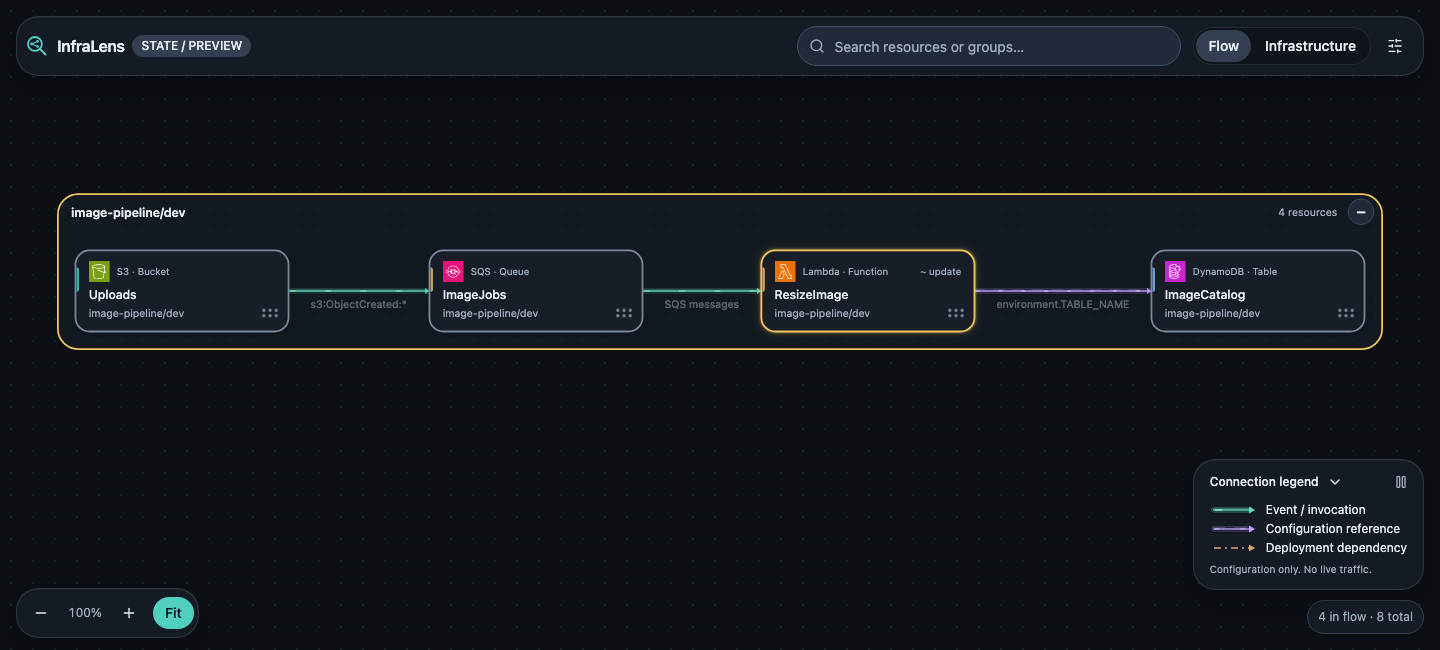 InfraLens STATE / PREVIEW Search resources or groups... Flow Infrastructure
image-pipeline/dev 4 resources
S3 · Bucket
Uploads
image-pipeline/dev
s3:ObjectCreated:*
SQS · Queue
ImageJobs
image-pipeline/dev
SQS messages
Lambda · Function ~ update
ResizeImage
image-pipeline/dev
environment.TABLE_NAME
DynamoDB · Table
ImageCatalog
image-pipeline/dev
Connection legend
Event / invocation
Configuration reference
Deployment dependency
Configuration only. No live traffic.
− 100% + Fit
4 in flow · 8 total